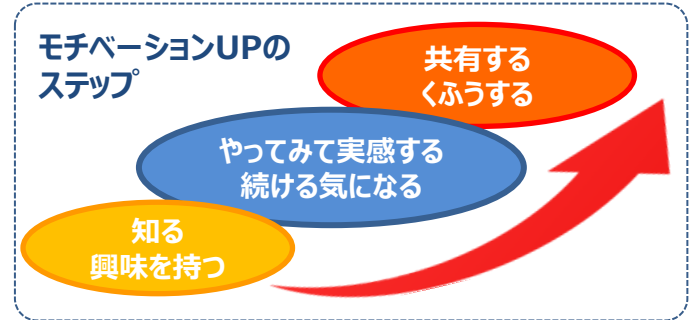 モチベーションUPの
ステップ
共有する
くふうする
やってみて実感する
続ける気になる
知る
興味を持つ